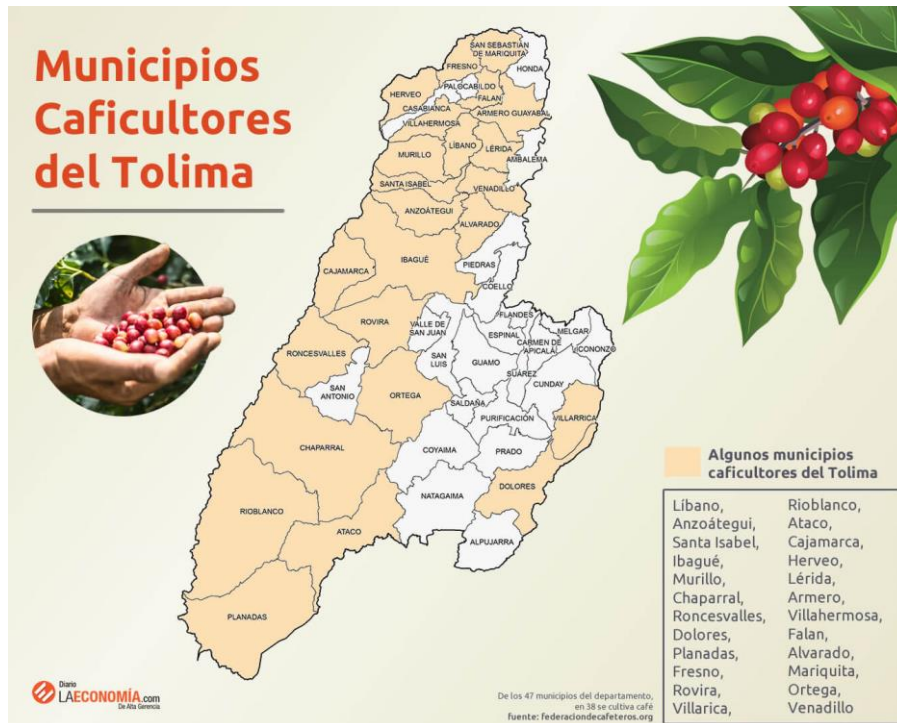 Municipios
Caficultores
del Tolima
SAN SEBASTIÁN
DE MARIQUITA
FRESNO
HONDA
PALOCABILDO
HERVEO
FALAN
CASABIANCA
ARMERO GUAYABAL
VILLAHERMOSA
LÍBANO
LÉRIDA
MURILLO
AMBALEMA
SANTA ISABEL
VENADILLO
ANZOÁTEGUI
ALVARADO
IBAGUÉ
PIEDRAS
CAJAMARCA
COELLO
ROVIRA
VALLE DE
SAN JUAN
FLANDES
ESPINAL
MELGAR
CARMEN DE
APICALÁ
ICONONZO
RONCESVALLES
SAN
LUIS
GUAMO
SUÁREZ
CUNDAY
SAN
ANTONIO
ORTEGA
SALDAÑA
PURIFICACIÓN
VILLARRICA
CHAPARRAL
COYAIMA
PRADO
DOLORES
NATAGAIMA
RIOBLANCO
ATACO
ALPUJARRA
PLANADAS
Algunos municipios
caficultores del Tolima
Líbano,
Anzoátegui,
Santa Isabel,
Ibagué,
Murillo,
Chaparral,
Roncesvalles,
Dolores,
Planadas,
Fresno,
Rovira,
Villarica,
Rioblanco,
Ataco,
Cajamarca,
Herveo,
Lérida,
Armero,
Villahermosa,
Falan,
Alvarado,
Mariquita,
Ortega,
Venadillo
Diario
LAECONOMÍA.com
De Alta Gerencia
De los 47 municipios del departamento,
en 38 se cultiva café
fuente: federaciondecafeteros.org